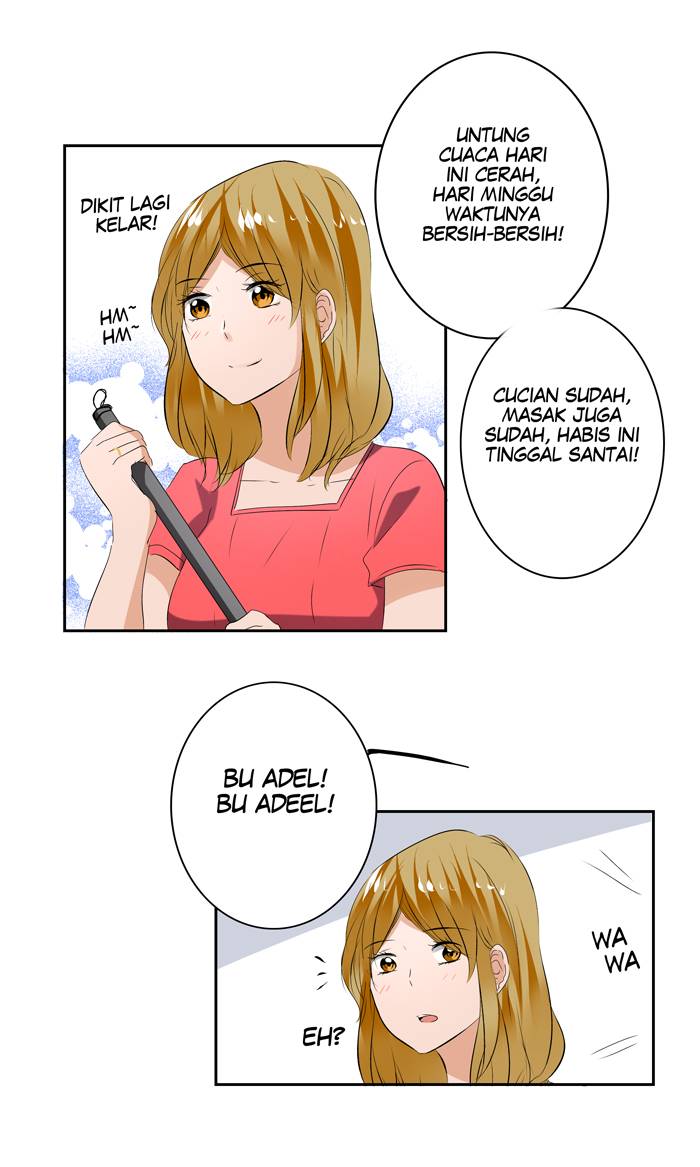 UNTUNG
CUACA HARI
INI CERAH,
HARI MINGGU
WAKTUNYA
BERSIH-BERSIH!
DIKIT LAGI
KELAR!
HM~
HM~
CUCIAN SUDAH,
MASAK JUGA
SUDAH, HABIS INI
TINGGAL SANTAI!
BU ADEL!
BU ADEEL!
WA
WA
EH?